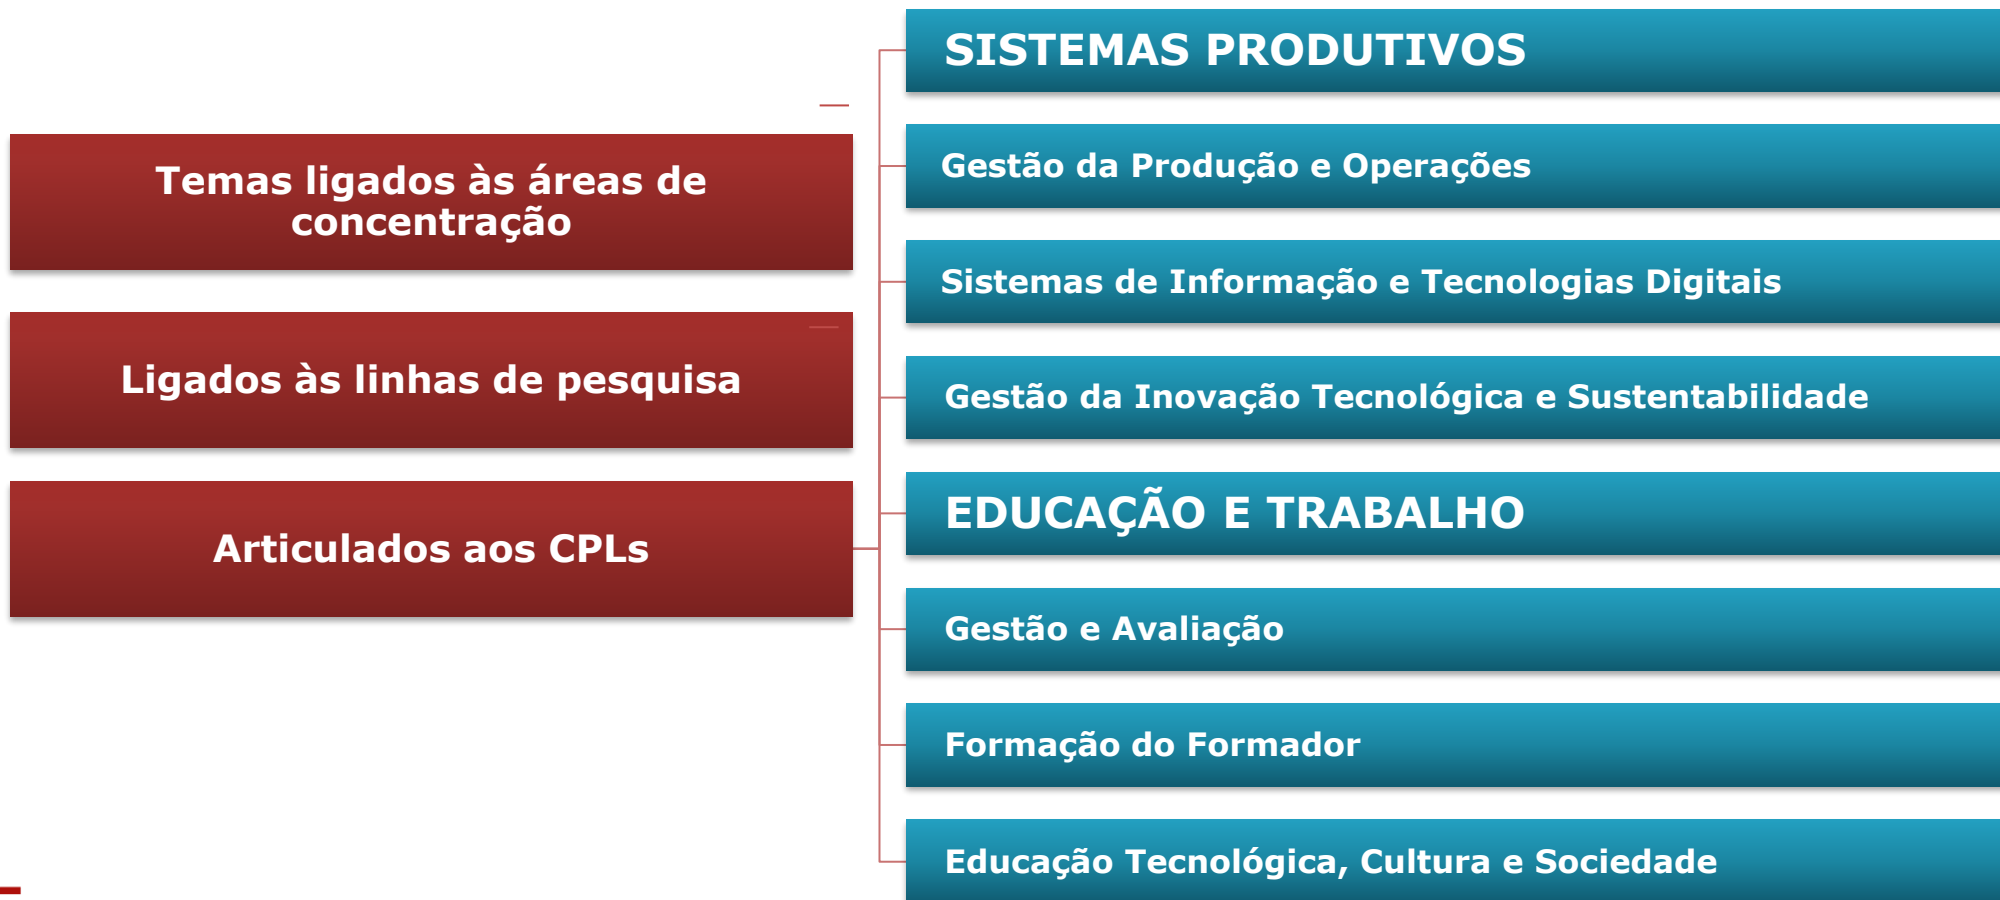 Temas ligados às áreas de
concentração
Ligados às linhas de pesquisa
Articulados aos CPLs
SISTEMAS PRODUTIVOS
Gestão da Produção e Operações
Sistemas de Informação e Tecnologias Digitais
Gestão da Inovação Tecnológica e Sustentabilidade
EDUCAÇÃO E TRABALHO
Gestão e Avaliação
Formação do Formador
Educação Tecnológica, Cultura e Sociedade